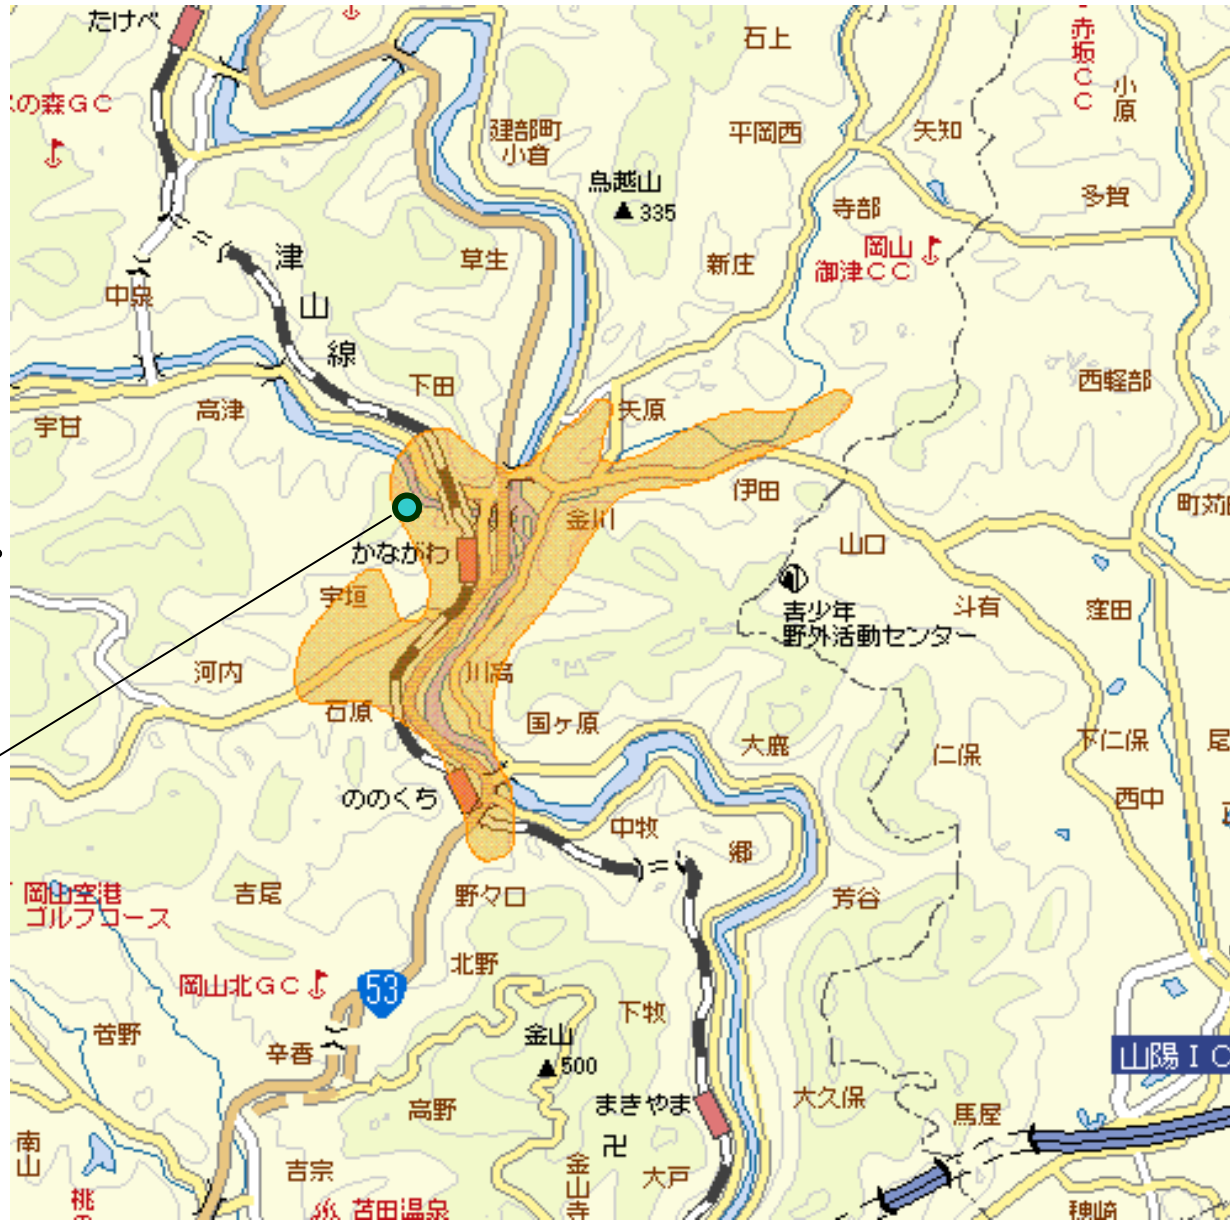 たけべ
石上
赤坂ＣＣ
小原
の森ＧＣ
建部町
小倉
平岡西
矢知
鳥越山
335
多賀
寺部
岡山
御津ＣＣ
草生
新庄
津山線
中泉
下田
西軽部
宇甘
高津
矢原
伊田
金川
町苅田
山口
かながわ
宇垣
青少年
野外活動センター
斗有
窪田
河内
川高
石原
国ヶ原
大鹿
仁保
下仁保
尾
西中
ののくち
中牧
郷
岡山空港
ゴルフコース
吉尾
野々口
芳谷
北野
岡山北ＧＣ
53
下牧
菅野
辛香
金山
500
山陽ＩＣ
高野
まきやま
大久保
馬屋
南山
吉宗
金山寺
大戸
桃
苫田温泉
穂崎